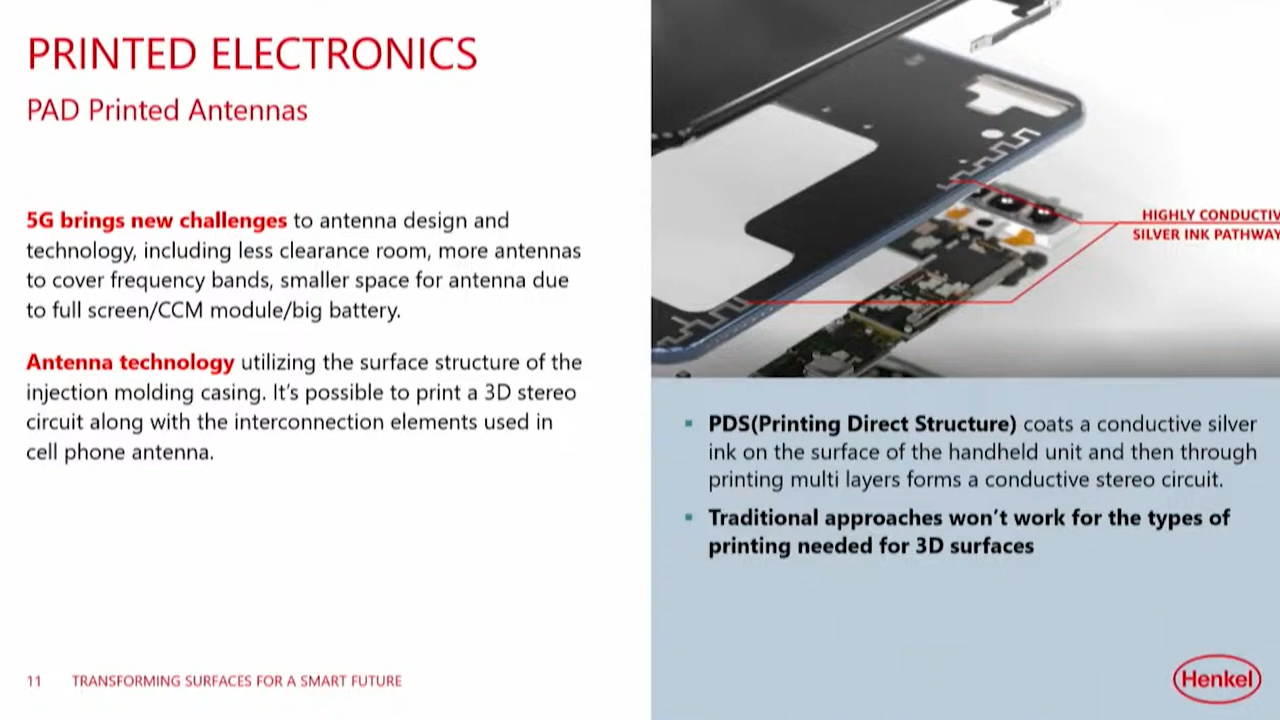 PRINTED ELECTRONICS
PAD Printed Antennas
5G brings new challenges to antenna design and
technology, including less clearance room, more antennas
to cover frequency bands, smaller space for antenna due
to full screen/CCM module/big battery.
Antenna technology utilizing the surface structure of the
injection molding casing. It’s possible to print a 3D stereo
circuit along with the interconnection elements used in
cell phone antenna.
HIGHLY CONDUCTIV
SILVER INK PATHWAY
▪ PDS(Printing Direct Structure) coats a conductive silver
ink on the surface of the handheld unit and then through
printing multi layers forms a conductive stereo circuit.
▪ Traditional approaches won’t work for the types of
printing needed for 3D surfaces
11 TRANSFORMING SURFACES FOR A SMART FUTURE
Henkel